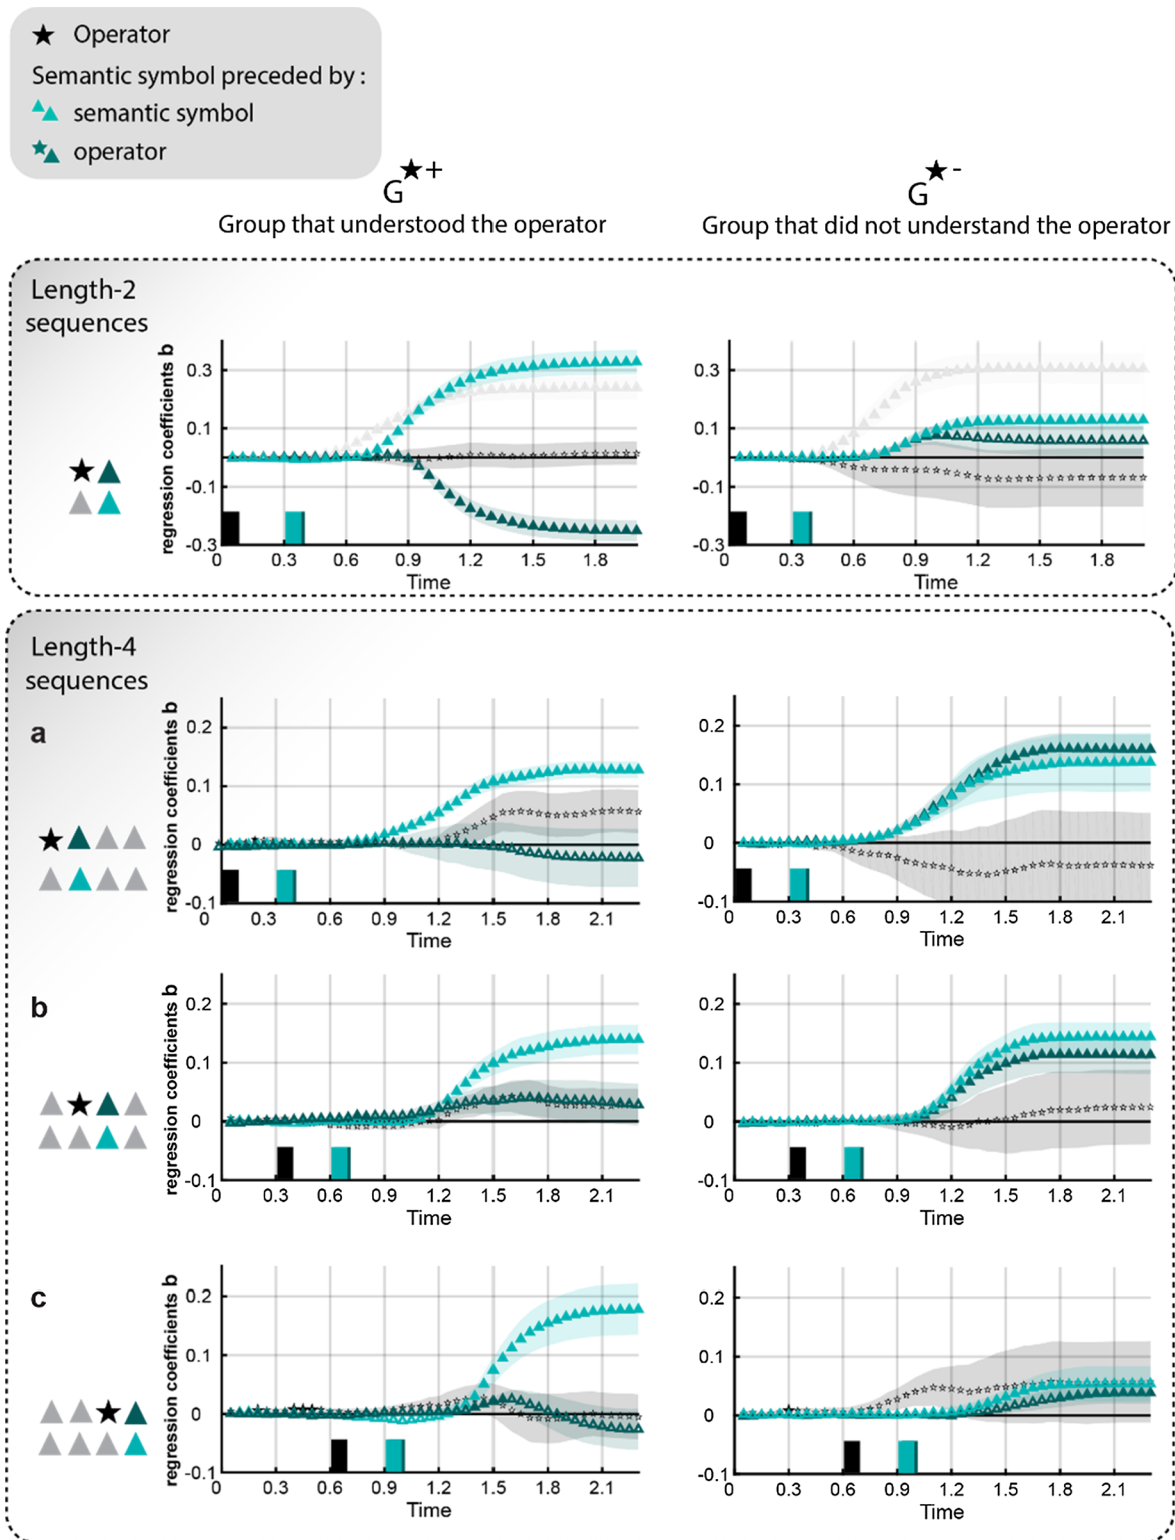 Operator
Semantic symbol preceded by :
semantic symbol
operator
G★+
Group that understood the operator
G★-
Group that did not understand the operator
Length-2
sequences
regression coefficients b
0.3
0.1
-0.1
-0.3
0 0.3 0.6 0.9 1.2 1.5 1.8
Time
0.3
0.1
-0.1
-0.3
0 0.3 0.6 0.9 1.2 1.5 1.8
Time
Length-4
sequences
a
regression coefficients b
0.2
0.1
0
-0.1
0 0.3 0.6 0.9 1.2 1.5 1.8 2.1
Time
0.2
0.1
0
-0.1
0 0.3 0.6 0.9 1.2 1.5 1.8 2.1
Time
b
regression coefficients b
0.2
0.1
0
-0.1
0 0.3 0.6 0.9 1.2 1.5 1.8 2.1
Time
0.2
0.1
0
-0.1
0 0.3 0.6 0.9 1.2 1.5 1.8 2.1
Time
c
regression coefficients b
0.2
0.1
0
-0.1
0 0.3 0.6 0.9 1.2 1.5 1.8 2.1
Time
0.2
0.1
0
-0.1
0 0.3 0.6 0.9 1.2 1.5 1.8 2.1
Time